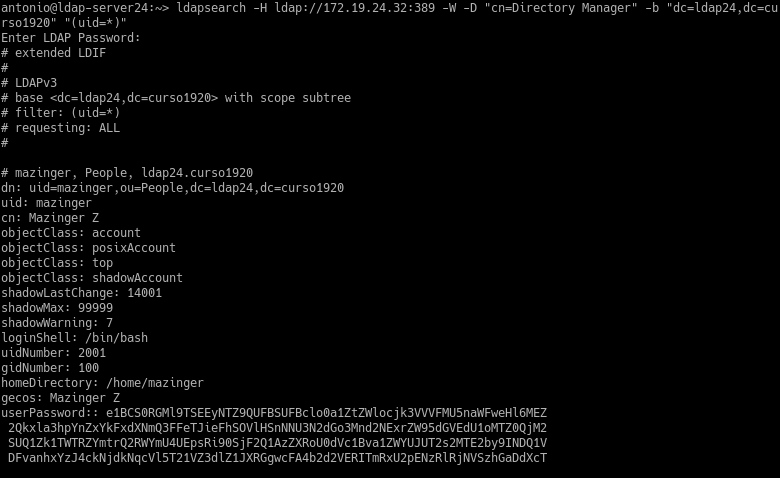 antonio@ldap-server24:~> ldapsearch -H ldap://172.19.24.32:389 -W -D "cn=Directory Manager" -b "dc=ldap24,dc=cu
rso1920" "(uid=*)"
Enter LDAP Password:
# extended LDIF
#
# LDAPv3
# base <dc=ldap24,dc=curso1920> with scope subtree
# filter: (uid=*)
# requesting: ALL
#
# mazinger, People, ldap24.curso1920
dn: uid=mazinger,ou=People,dc=ldap24,dc=curso1920
uid: mazinger
cn: Mazinger Z
objectClass: account
objectClass: posixAccount
objectClass: top
objectClass: shadowAccount
shadowLastChange: 14001
shadowMax: 99999
shadowWarning: 7
loginShell: /bin/bash
uidNumber: 2001
gidNumber: 100
homeDirectory: /home/mazinger
gecos: Mazinger Z
userPassword:: e1BCS0RGMl9TSEEyNTZ9QUFBSUFBclo0a1ZtZWlocjk3VVVFMU5naWFweHl6MEZ
2Qkxla3hpYnZxYkFxdXNmQ3FFeTJieFhSOVlHSnNNU3N2dGo3Mnd2NExrZW95dGVEdU1oMTZ0QjM2
SUQ1Zk1TWTRZYmtrQ2RWYmU4UEpsRi90SjF2Q1AzZXRoU0dVc1Bva1ZWYUJUT2s2MTE2by9INDQ1V
DFvanhxYzJ4ckNjdkNqcVl5T21VZ3dlZ1JXRGgwcFA4b2d2VERITmRxU2pENzRlRjNVSzhGaDdXcT